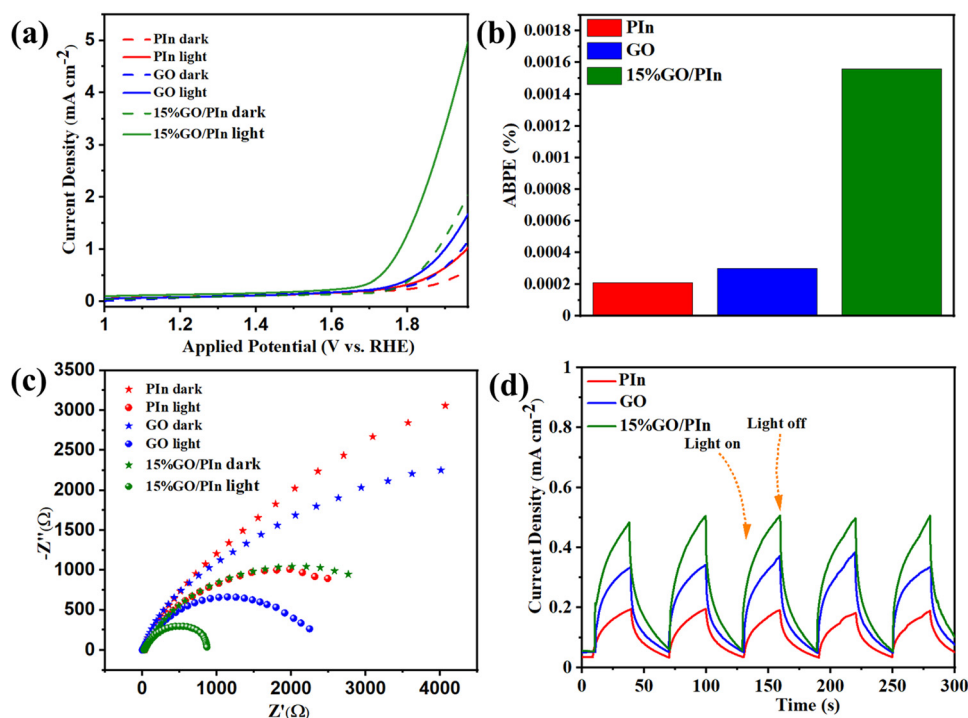 (a)
PIn dark
PIn light
GO dark
GO light
15%GO/PIn dark
15%GO/PIn light
Current Density (mA cm⁻²)
5
4
3
2
1
0
1
1.2
1.4
1.6
1.8
Applied Potential (V vs. RHE)
(b)
PIn
GO
15%GO/PIn
ABPE (%)
0.0018
0.0016
0.0014
0.0012
0.001
0.0008
0.0006
0.0004
0.0002
0
(c)
PIn dark
PIn light
GO dark
GO light
15%GO/PIn dark
15%GO/PIn light
-Z''(Ω)
3500
3000
2500
2000
1500
1000
500
0
0
1000
2000
3000
4000
Z'(Ω)
(d)
PIn
GO
15%GO/PIn
Light on
Light off
Current Density (mA cm⁻²)
1
0.8
0.6
0.4
0.2
0
0
50
100
150
200
250
300
Time (s)